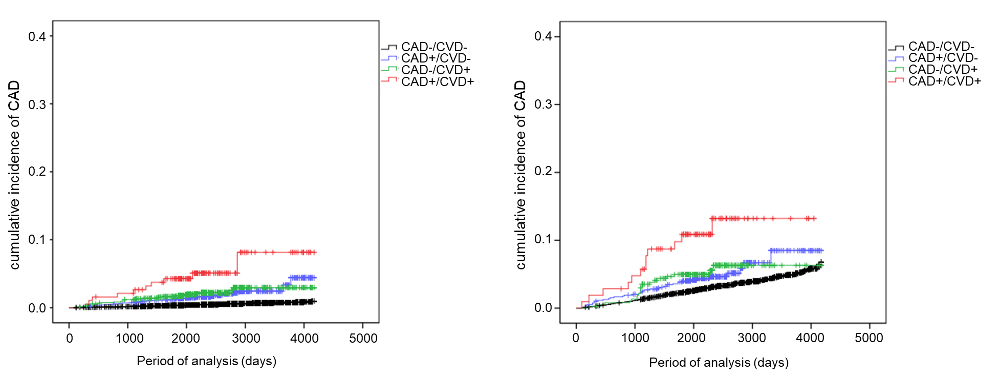 cumulative incidence of CAD
0.4
0.3
0.2
0.1
0.0
0 1000 2000 3000 4000 5000
Period of analysis (days)
CAD-/CVD-
CAD+/CVD-
CAD-/CVD+
CAD+/CVD+
cumulative incidence of CAD
0.4
0.3
0.2
0.1
0.0
0 1000 2000 3000 4000 5000
Period of analysis (days)
CAD-/CVD-
CAD+/CVD-
CAD-/CVD+
CAD+/CVD+